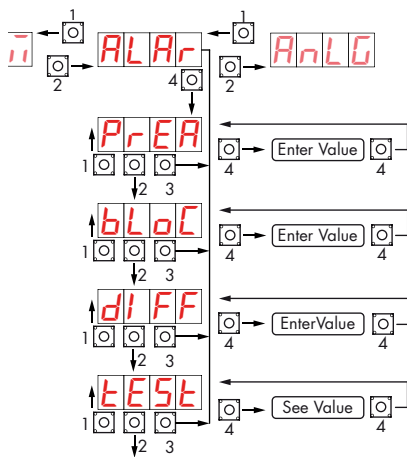 1 1
ALAr AnLG
2 4 2
PrEA
Enter Value
1 2 3 4 4
bLoC
Enter Value
1 2 3 4 4
dIFF
EnterValue
1 2 3 4 4
tESt
See Value
1 2 3 4 4